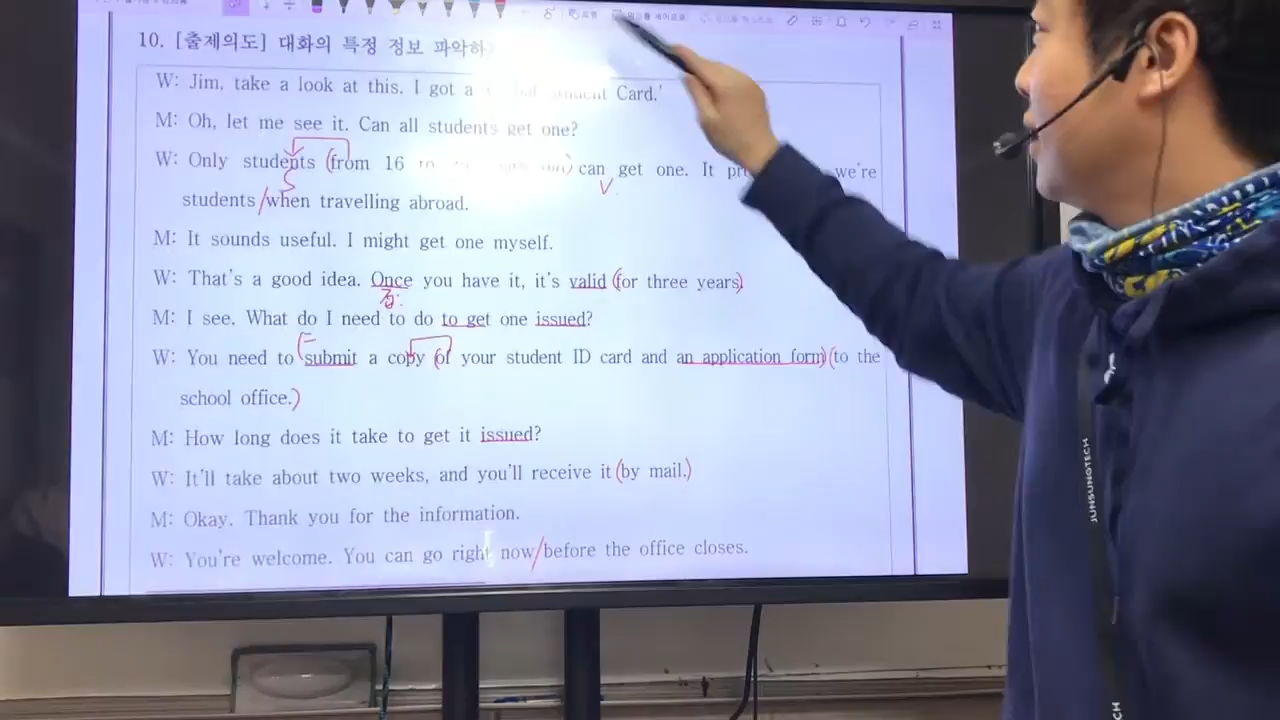 10. [출제의도] 대화의 특정 정보 파악하
W: Jim, take a look at this. I got a Card.'
M: Oh, let me see it. Can all students get one?
W: Only students (from 16 can get one. It we're
students/when travelling abroad.
M: It sounds useful. I might get one myself.
W: That's a good idea. Once you have it, it's valid (for three years)
M: I see. What do I need to do to get one issued?
W: You need to (submit a copy (of your student ID card and an application form)(to the
school office.)
M: How long does it take to get it issued?
W: It'll take about two weeks, and you'll receive it (by mail.)
M: Okay. Thank you for the information.
W: You're welcome. You can go right now/before the office closes.
JUNSUNGTECH